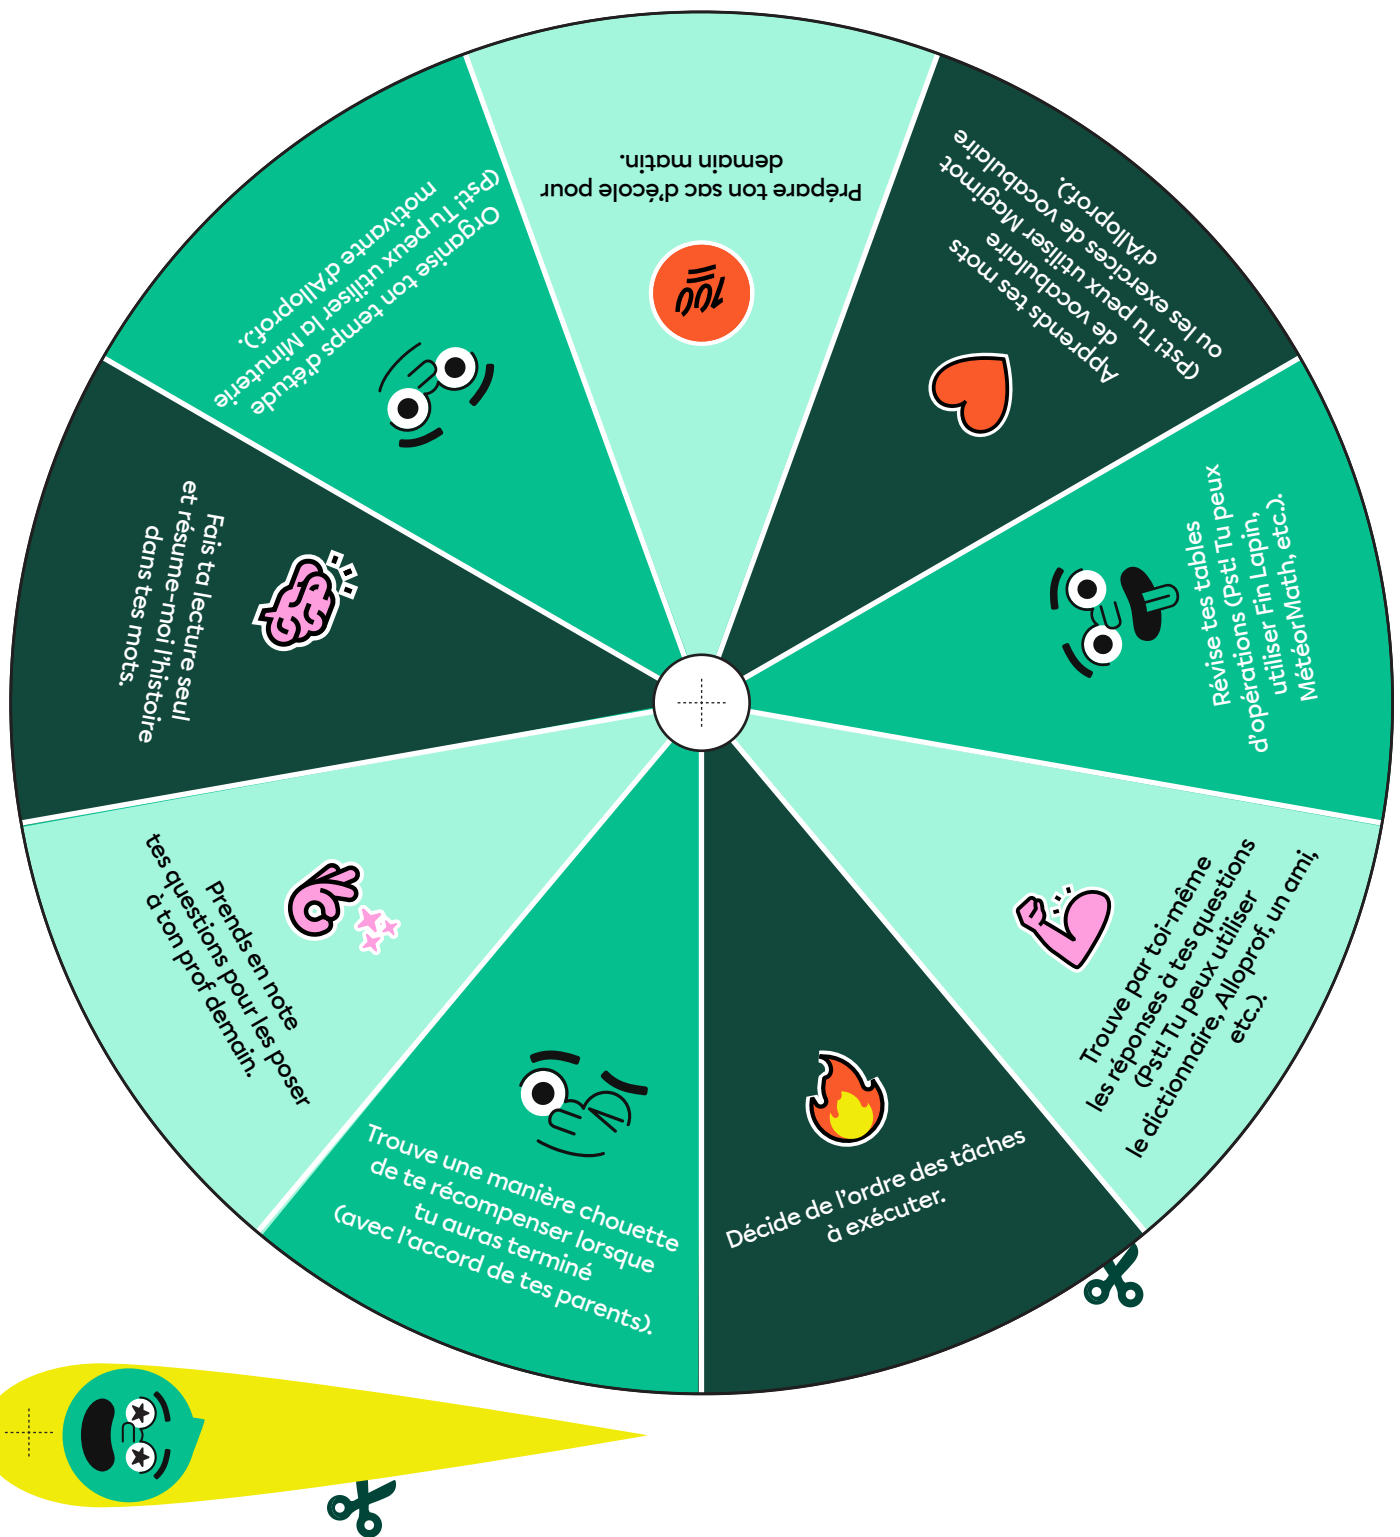 Prépare ton sac d'école pour
demain matin.
100
Apprends tes mots
de vocabulaire
(Pst! Tu peux utiliser Magimot
ou les exercices de vocabulaire
d'Alloprof.).
Révise tes tables
d'opérations (Pst! Tu peux
utiliser Fin Lapin,
MétéorMath, etc.).
Trouve par toi-même
les réponses à tes questions
(Pst! Tu peux utiliser
le dictionnaire, Alloprof, un ami,
etc.).
Décide de l'ordre des tâches
à exécuter.
Trouve une manière chouette
de te récompenser lorsque
tu auras terminé
(avec l'accord de tes parents).
Prends en note
tes questions pour les poser
à ton prof demain.
Fais ta lecture seul
et résume-moi l'histoire
dans tes mots.
Organise ton temps d'étude
(Pst! Tu peux utiliser la Minuterie
motivante d'Alloprof.).